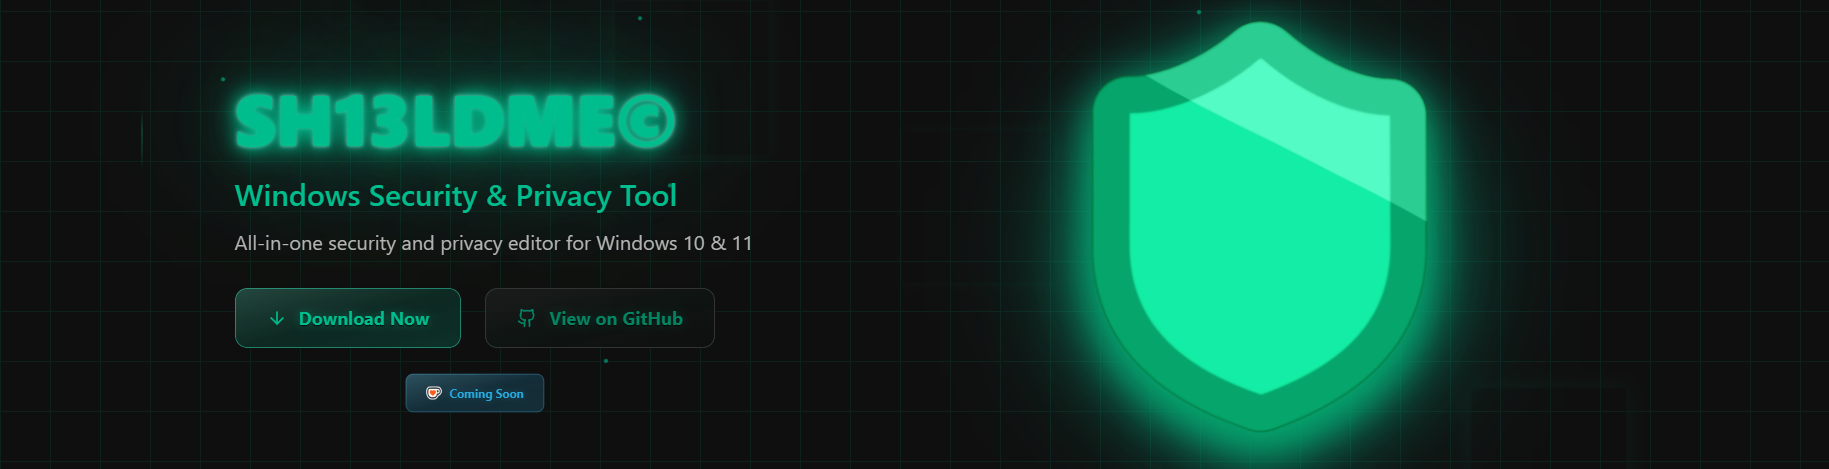 SH13LDME©
Windows Security & Privacy Tool
All-in-one security and privacy editor for Windows 10 & 11
Download Now
View on GitHub
Coming Soon